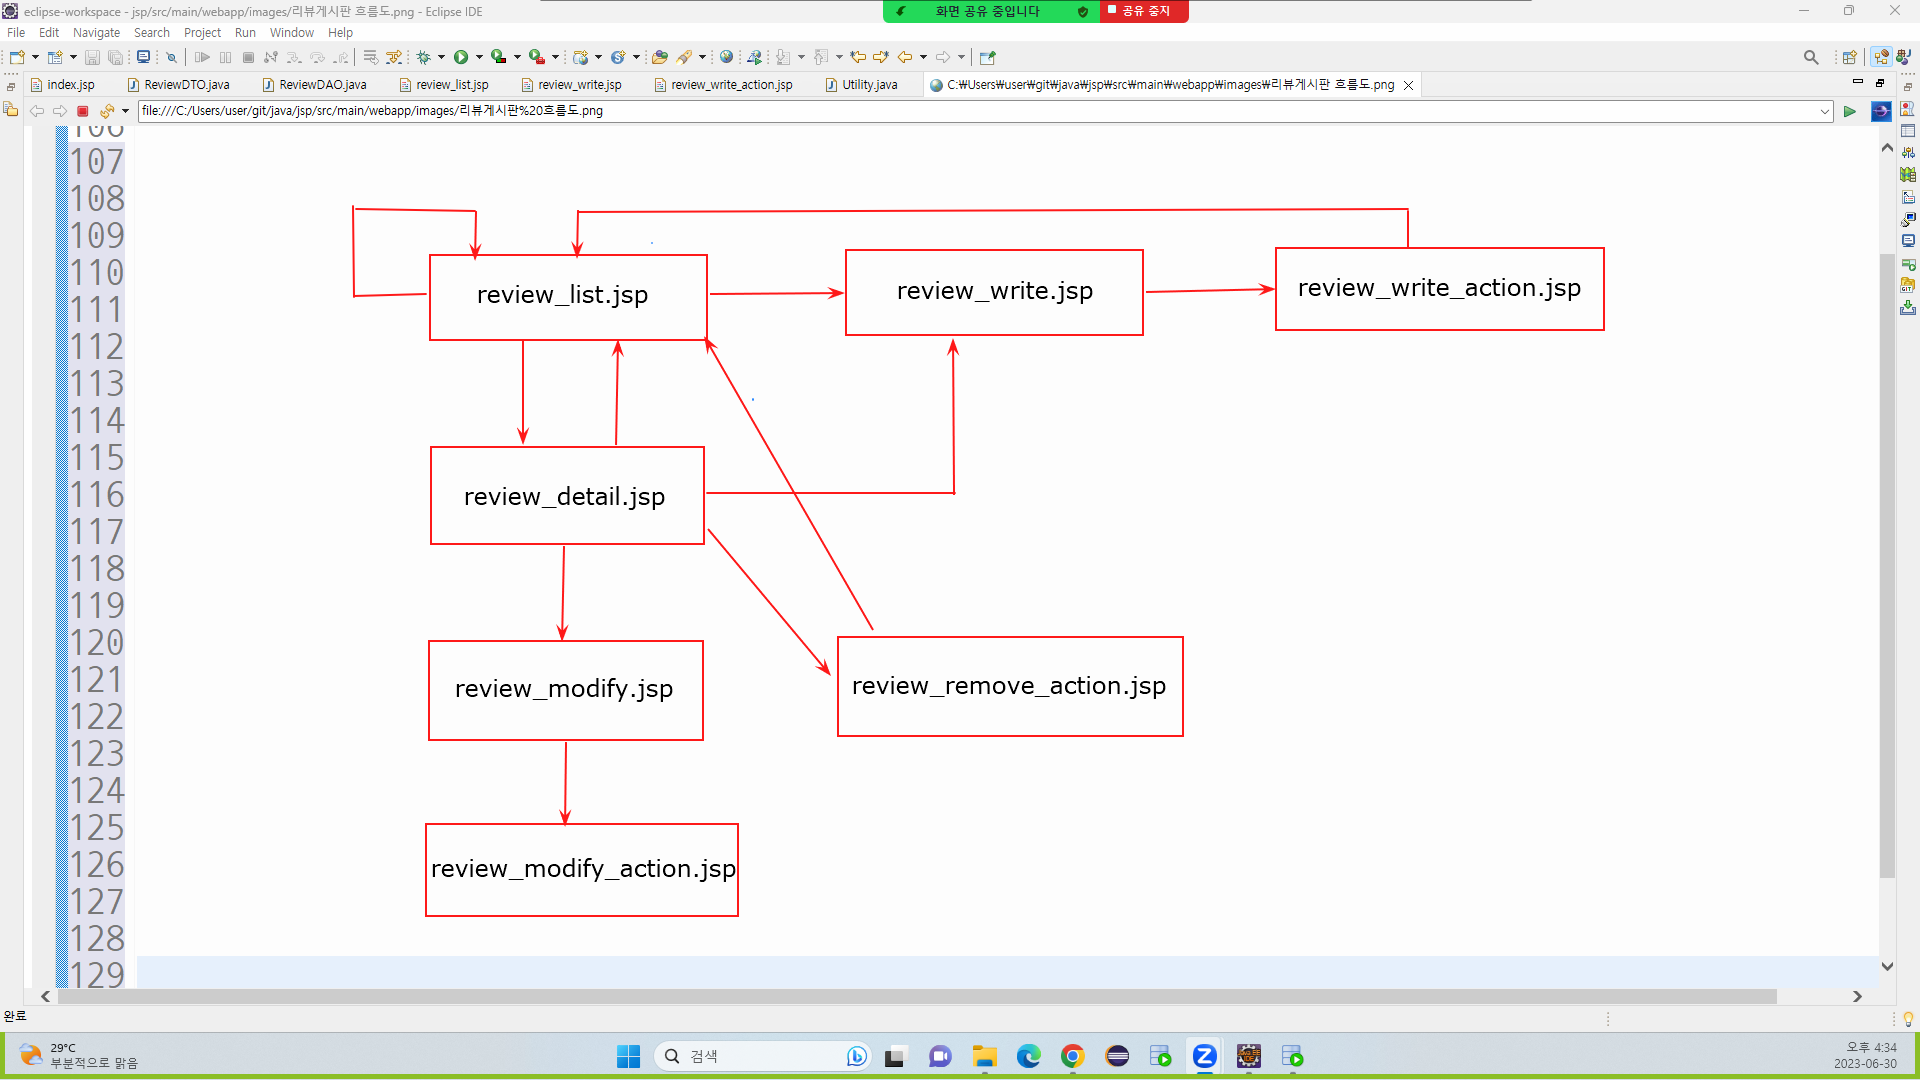 eclipse-workspace - jsp/src/main/webapp/images/리뷰게시판 흐름도.png - Eclipse IDE
화면 공유 중입니다
공유 중지
File Edit Navigate Search Project Run Window Help
index.jsp ReviewDTO.java ReviewDAO.java review_list.jsp review_write.jsp review_write_action.jsp Utility.java C:₩Users₩user₩git₩java₩jsp₩src₩main₩webapp₩images₩리뷰게시판 흐름도.png
file:///C:/Users/user/git/java/jsp/src/main/webapp/images/리뷰게시판%20흐름도.png
106
107
108
109
110
111
112
113
114
115
116
117
118
119
120
121
122
123
124
125
126
127
128
129
review_list.jsp
review_write.jsp
review_write_action.jsp
review_detail.jsp
review_modify.jsp
review_remove_action.jsp
review_modify_action.jsp
완료
29°C
부분적으로 맑음
검색
오후 4:34
2023-06-30